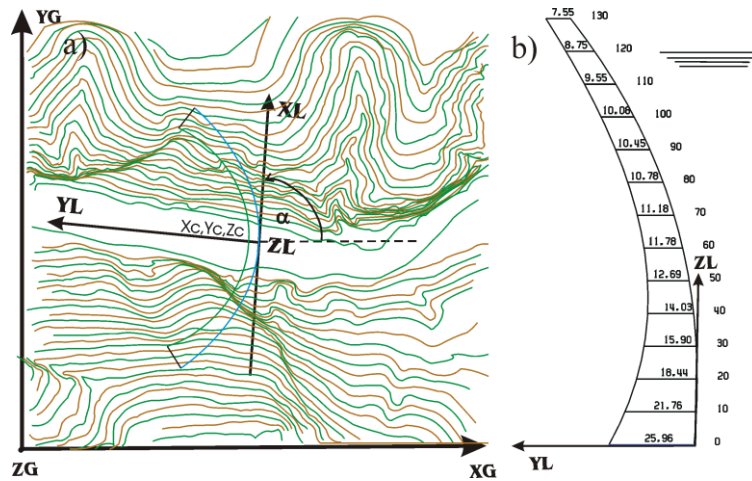 YG
a)
XL
YL
Xc,Yc,Zc
α
ZL
ZG
XG
b)
7.55 130
8.75 120
9.55 110
10.08 100
10.45 90
10.78 80
11.18 70
11.78 60
ZL
12.69 50
14.03 40
15.90 30
18.44 20
21.76 10
25.96 0
YL